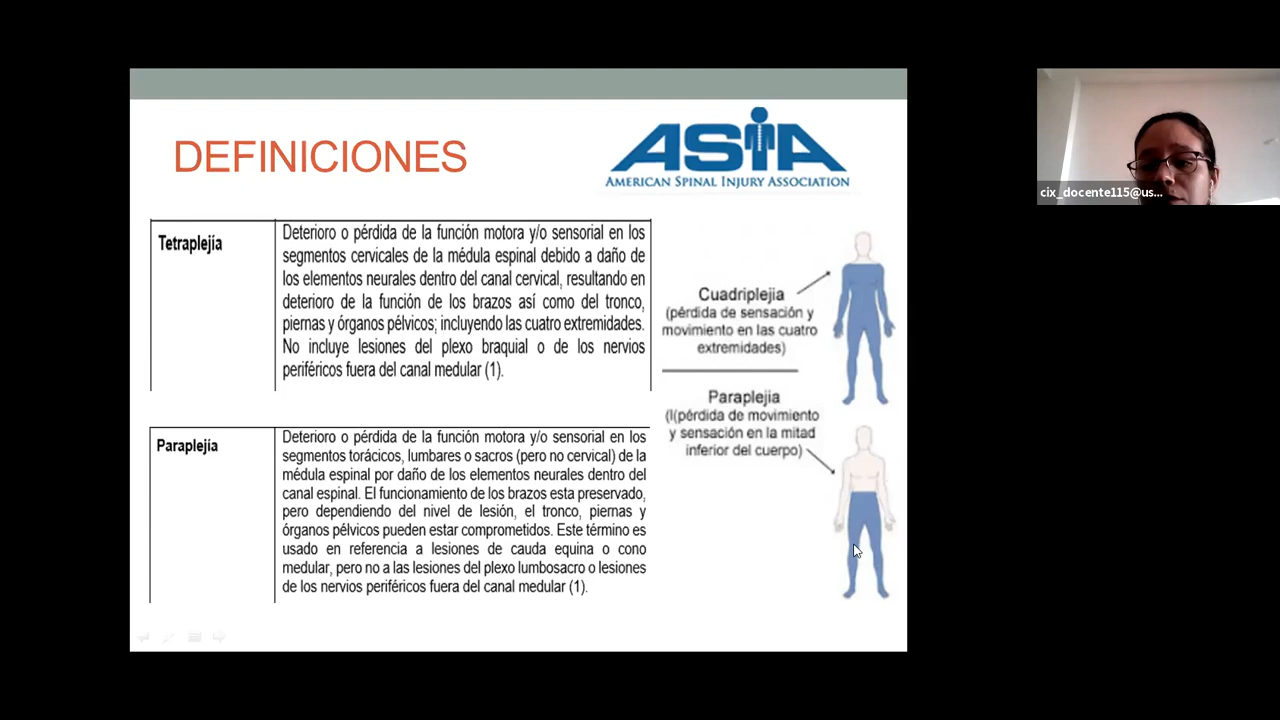 DEFINICIONES
ASIA
AMERICAN SPINAL INJURY ASSOCIATION
cix_docente115@us...
Tetraplejía
Deterioro o pérdida de la función motora y/o sensorial en los
segmentos cervicales de la médula espinal debido a daño de
los elementos neurales dentro del canal cervical, resultando en
deterioro de la función de los brazos así como del tronco,
piernas y órganos pélvicos; incluyendo las cuatro extremidades.
No incluye lesiones del plexo braquial o de los nervios
periféricos fuera del canal medular (1).
Cuadriplejia
(pérdida de sensación y
movimiento en las cuatro
extremidades)
Paraplejía
Deterioro o pérdida de la función motora y/o sensorial en los
segmentos torácicos, lumbares o sacros (pero no cervical) de la
médula espinal por daño de los elementos neurales dentro del
canal espinal. El funcionamiento de los brazos esta preservado,
pero dependiendo del nivel de lesión, el tronco, piernas y
órganos pélvicos pueden estar comprometidos. Este término es
usado en referencia a lesiones de cauda equina o cono
medular, pero no a las lesiones del plexo lumbosacro o lesiones
de los nervios periféricos fuera del canal medular (1).
Paraplejia
(l(pérdida de movimiento
y sensación en la mitad
inferior del cuerpo)